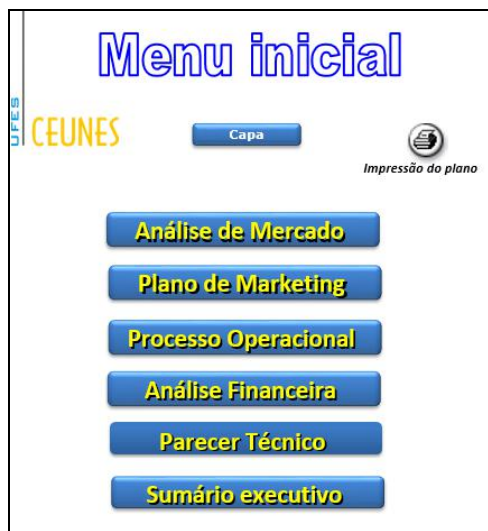 Menu inicial
UFES
CEUNES
Capa
Impressão do plano
Análise de Mercado
Plano de Marketing
Processo Operacional
Análise Financeira
Parecer Técnico
Sumário executivo